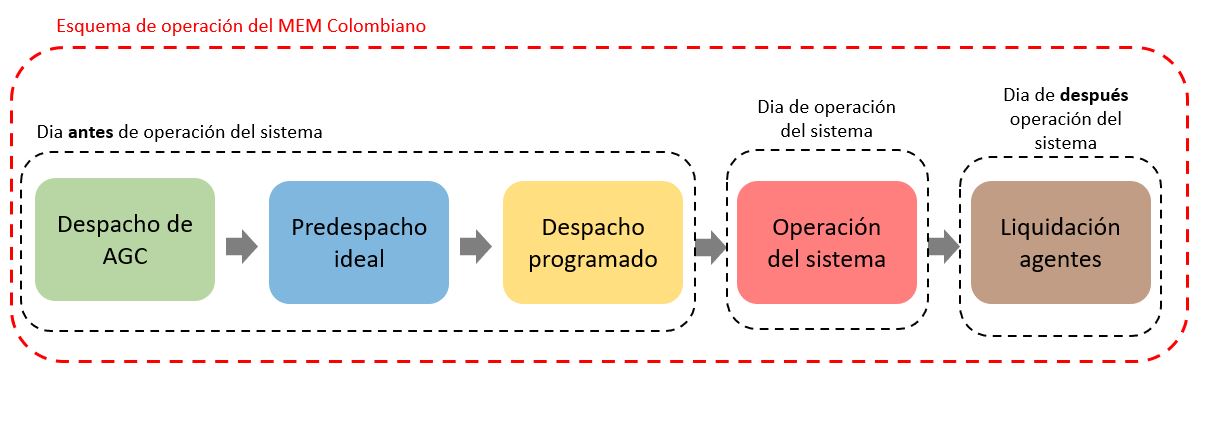 Esquema de operación del MEM Colombiano
Dia antes de operación del sistema
Despacho de
AGC
Predespacho
ideal
Despacho
programado
Dia de operación
del sistema
Operación
del sistema
Dia de después
operación del
sistema
Liquidación
agentes